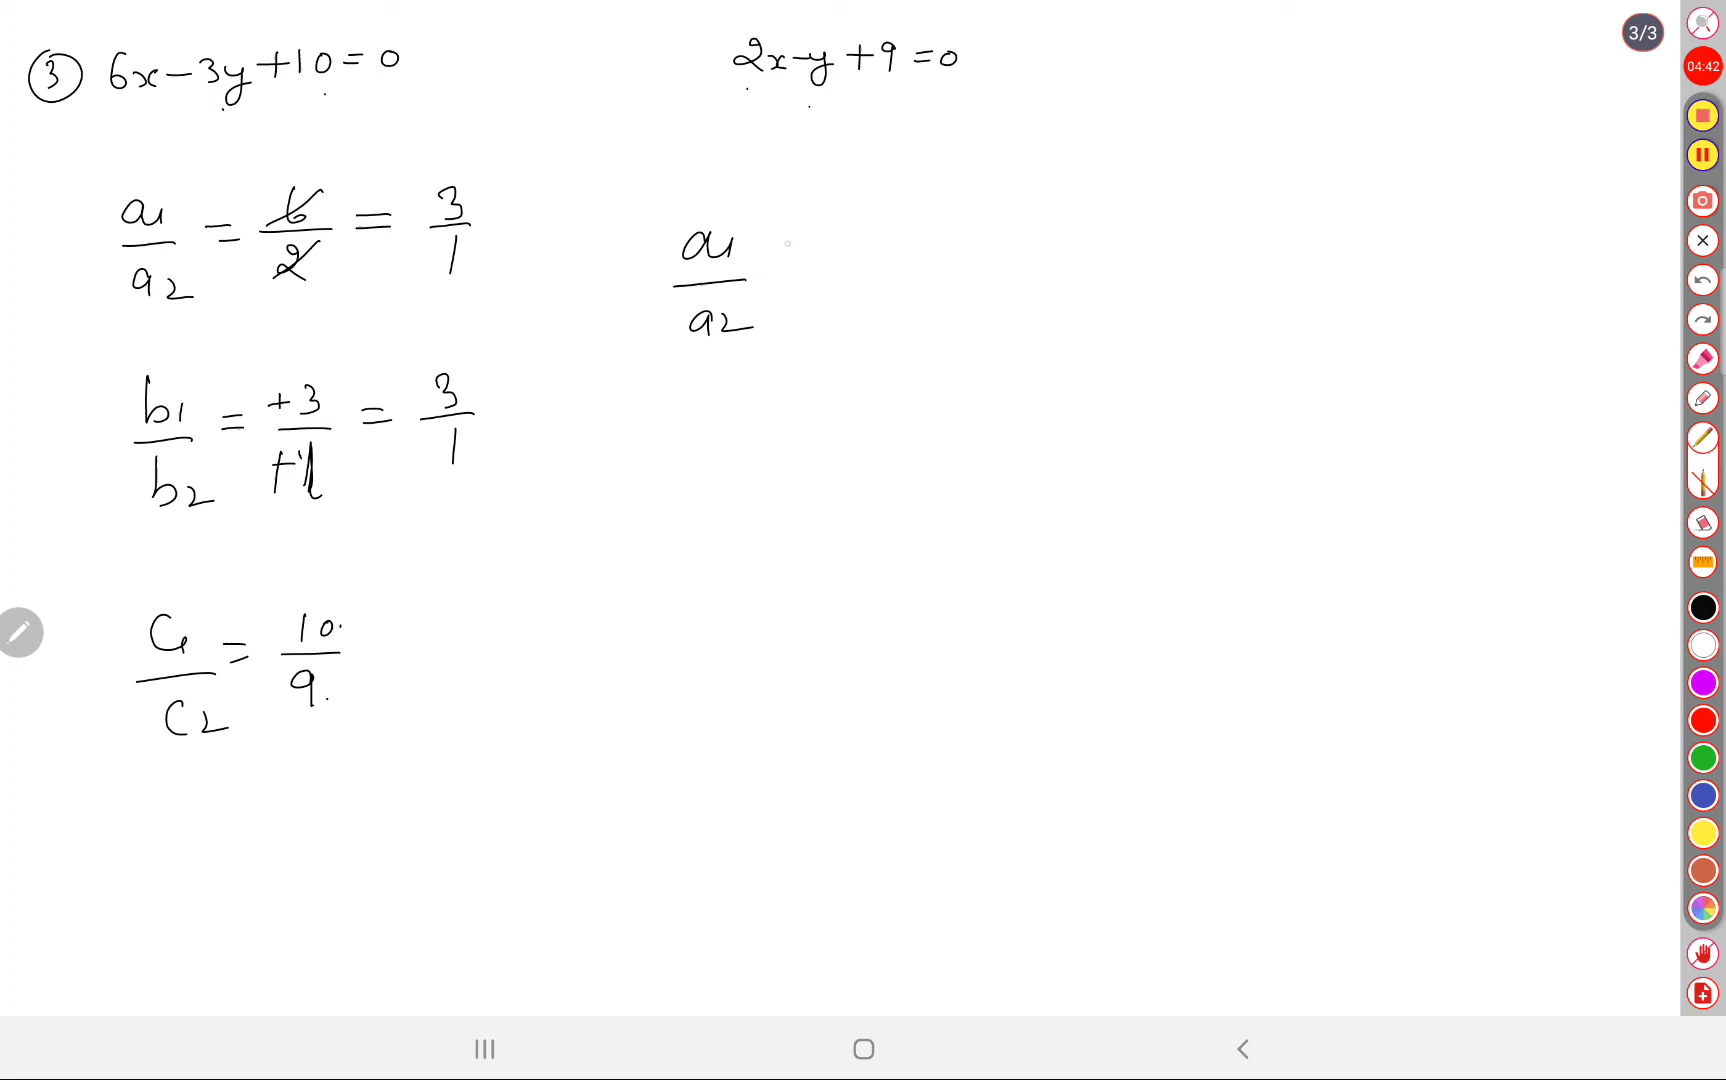 3/3
04:42
③ 6x-3y+10=0 2x-y+9=0
a1/a2 = 6/2 = 3/1
a1/a2
b1/b2 = +3/+1 = 3/1
C1/C2 = 10/9